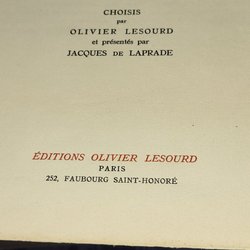 CHOISIS
par
OLIVIER LESOURD
et présentés par
JACQUES DE LAPRADE
ÉDITIONS OLIVIER LESOURD
PARIS
252, FAUBOURG SAINT-HONORÉ